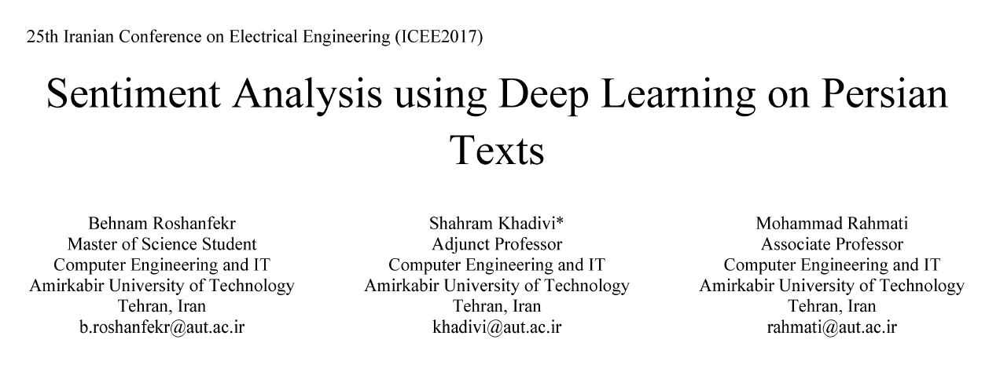 25th Iranian Conference on Electrical Engineering (ICEE2017)
Sentiment Analysis using Deep Learning on Persian
Texts
Behnam Roshanfekr
Master of Science Student
Computer Engineering and IT
Amirkabir University of Technology
Tehran, Iran
b.roshanfekr@aut.ac.ir
Shahram Khadivi*
Adjunct Professor
Computer Engineering and IT
Amirkabir University of Technology
Tehran, Iran
khadivi@aut.ac.ir
Mohammad Rahmati
Associate Professor
Computer Engineering and IT
Amirkabir University of Technology
Tehran, Iran
rahmati@aut.ac.ir